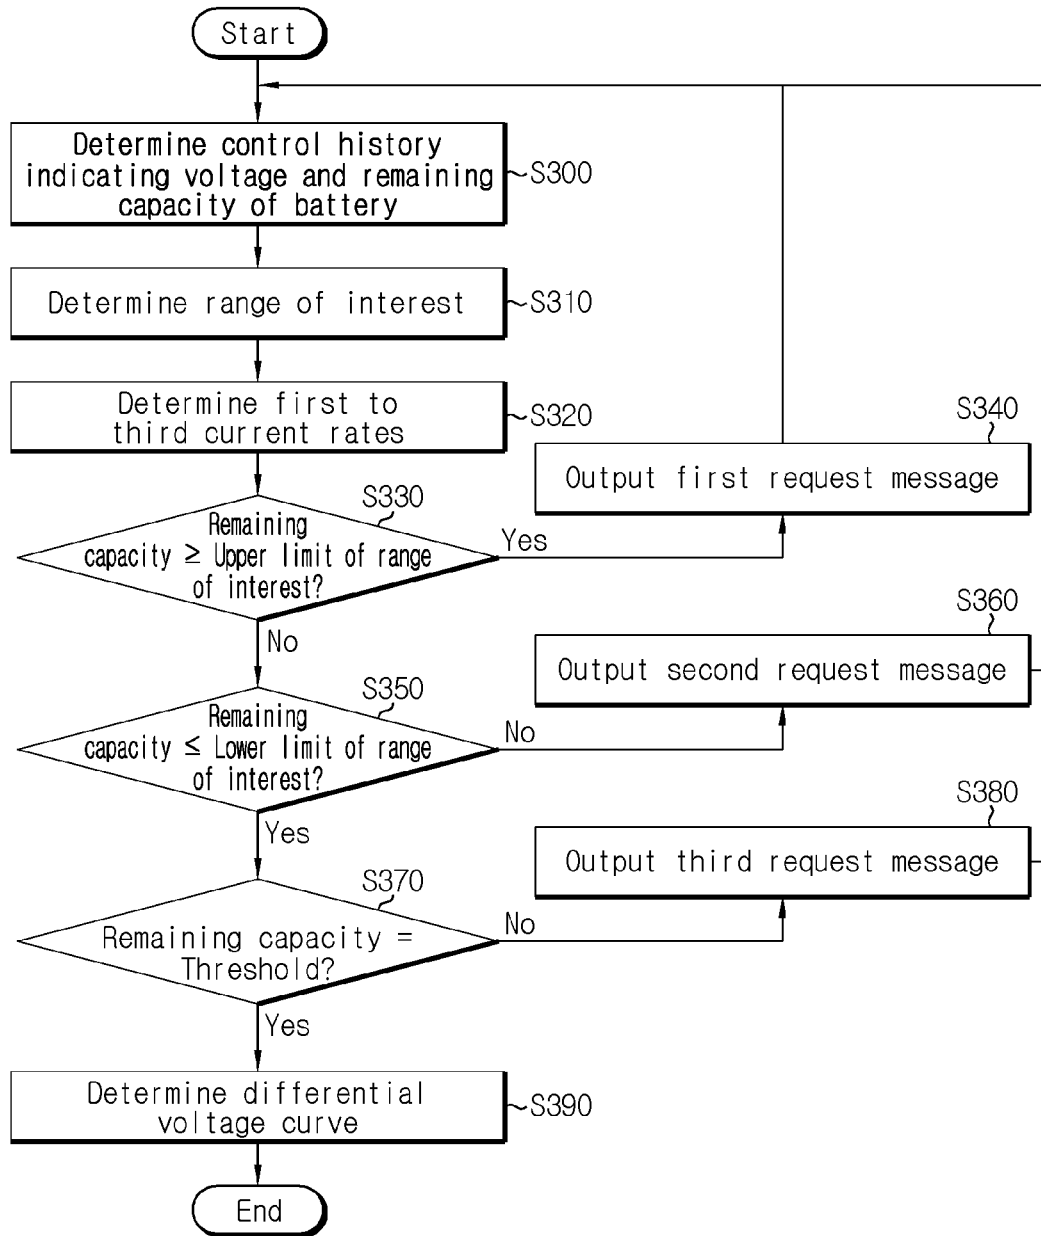 Start
Determine control history
indicating voltage and remaining
capacity of battery
S300
Determine range of interest
S310
Determine first to
third current rates
S320
S330
Remaining
capacity ≥ Upper limit of range
of interest?
Yes
No
S340
Output first request message
S350
Remaining
capacity ≤ Lower limit of range
of interest?
No
Yes
S360
Output second request message
S370
Remaining capacity =
Threshold?
No
Yes
S380
Output third request message
Determine differential
voltage curve
S390
End